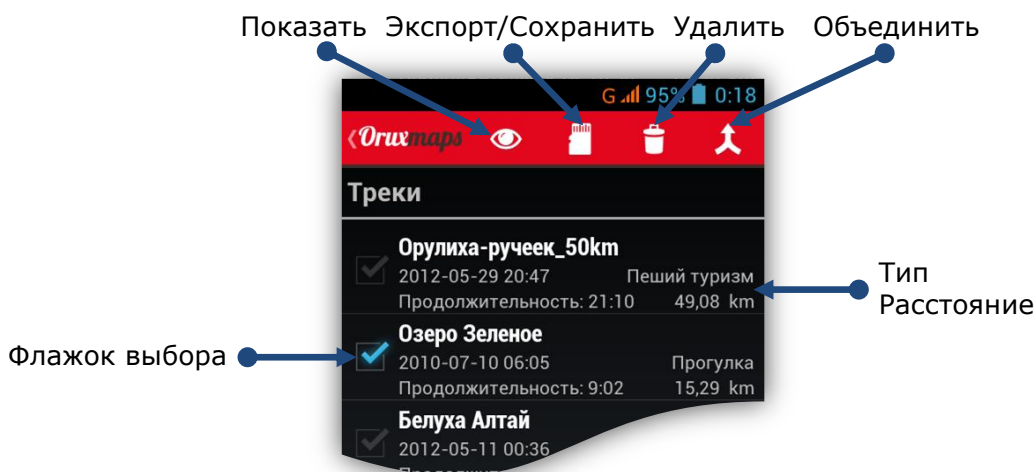 Показать Экспорт/Сохранить Удалить Объединить
G 95% 0:18
Oruxmaps
Треки
Орулиха-ручеек_50km
2012-05-29 20:47 Пеший туризм
Продолжительность: 21:10 49,08 km
Тип
Расстояние
Озеро Зеленое
Флажок выбора
2010-07-10 06:05 Прогулка
Продолжительность: 9:02 15,29 km
Белуха Алтай
2012-05-11 00:36